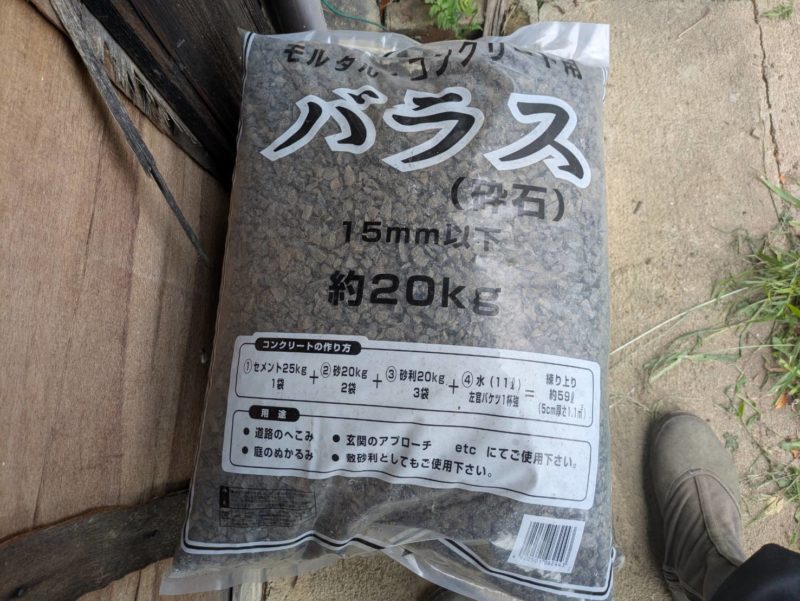 モルタル・コンクリート用
バラス
(砕石)
15mm以下
約20kg
コンクリートの作り方
①セメント25kg 1袋 + ②砂20kg 2袋 + ③砂利20kg 3袋 + ④水(11ℓ) 左官バケツ1杯強 = 練り上り 約59ℓ (5cm厚さ1.1㎡)
用途
● 道路のへこみ ● 玄関のアプローチ etc にてご使用下さい。
● 庭のぬかるみ ● 敷砂利としてもご使用下さい。